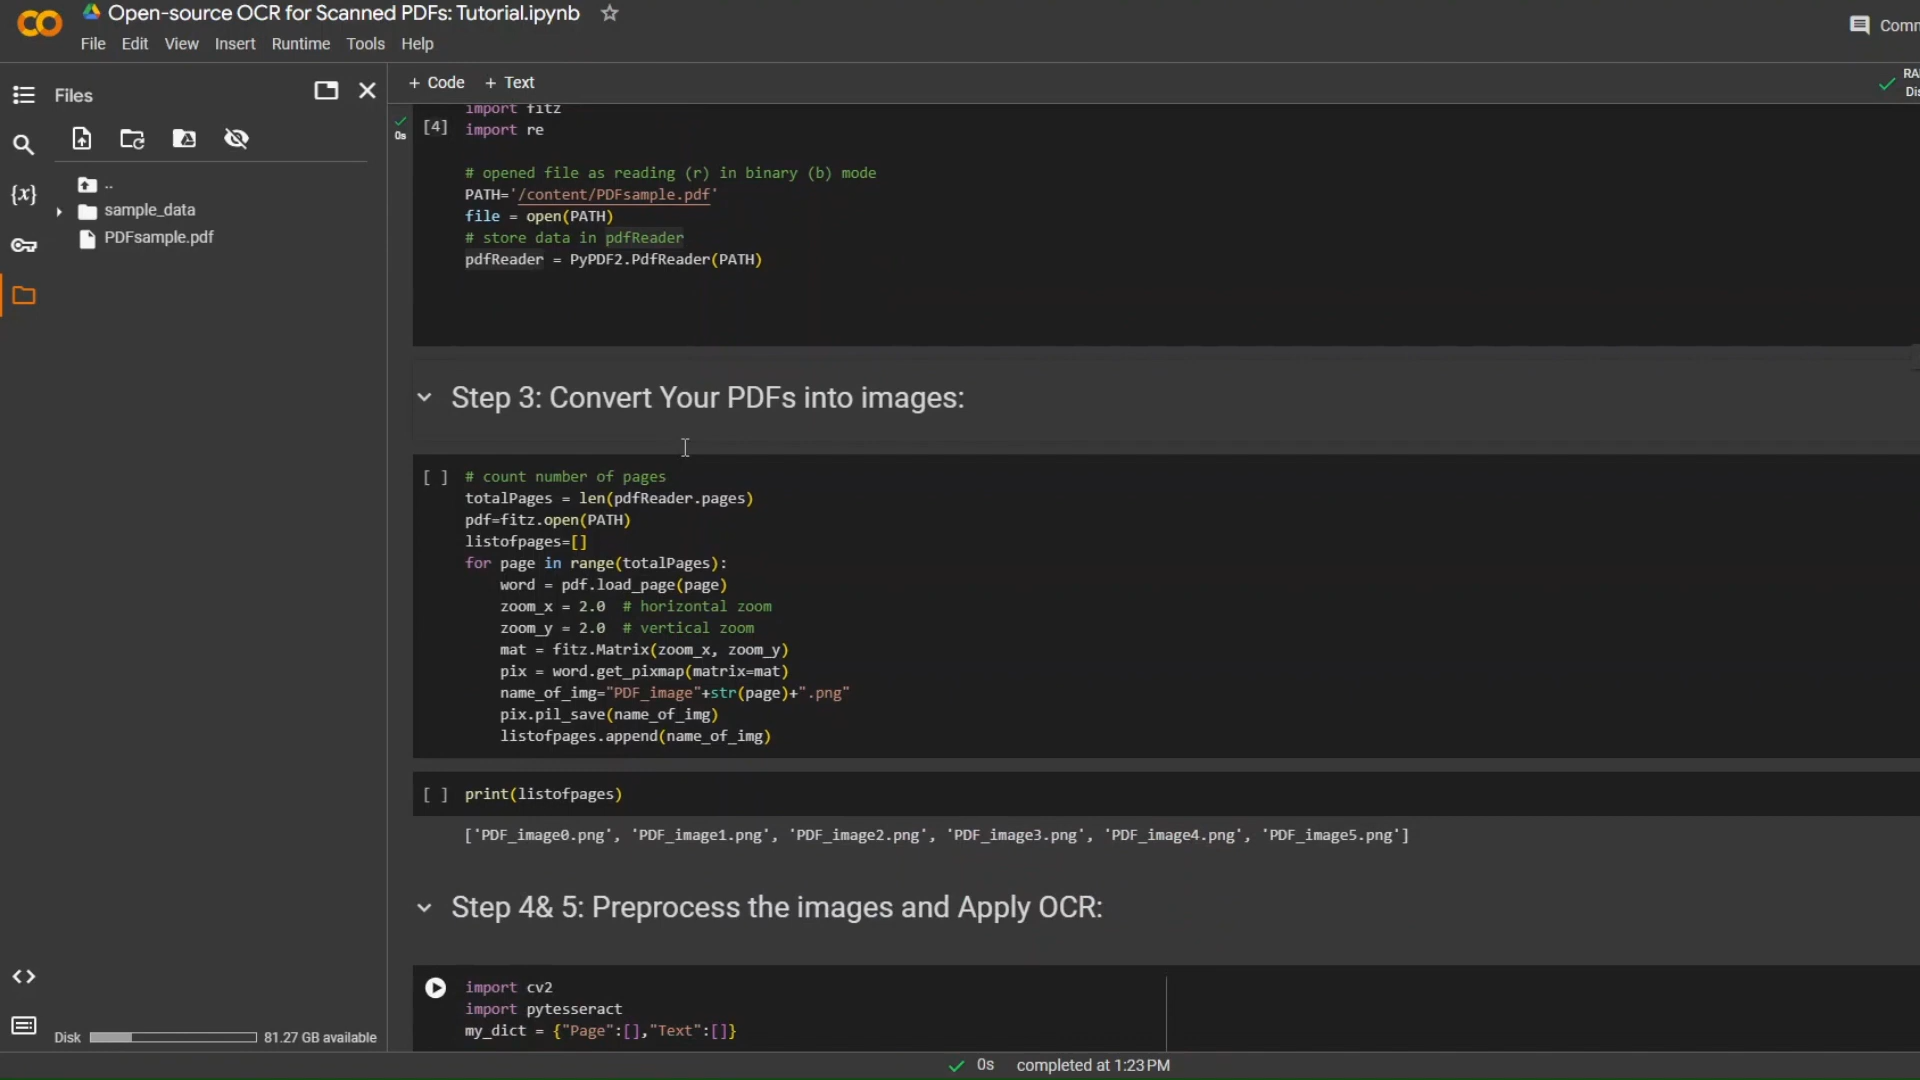 Open-source OCR for Scanned PDFs: Tutorial.ipynb
File Edit View Insert Runtime Tools Help
+ Code + Text
Files
..
sample_data
PDFsample.pdf
{x}
Disk 81.27 GB available
0s
[4]
import fitz
import re
# opened file as reading (r) in binary (b) mode
PATH='/content/PDFsample.pdf'
file = open(PATH)
# store data in pdfReader
pdfReader = PyPDF2.PdfReader(PATH)
Step 3: Convert Your PDFs into images:
[ ] # count number of pages
totalPages = len(pdfReader.pages)
pdf=fitz.open(PATH)
listofpages=[]
for page in range(totalPages):
word = pdf.load_page(page)
zoom_x = 2.0  # horizontal zoom
zoom_y = 2.0  # vertical zoom
mat = fitz.Matrix(zoom_x, zoom_y)
pix = word.get_pixmap(matrix=mat)
name_of_img="PDF_image"+str(page)+".png"
pix.pil_save(name_of_img)
listofpages.append(name_of_img)
[ ] print(listofpages)
['PDF_image0.png', 'PDF_image1.png', 'PDF_image2.png', 'PDF_image3.png', 'PDF_image4.png', 'PDF_image5.png']
Step 4& 5: Preprocess the images and Apply OCR:
import cv2
import pytesseract
my_dict = {"Page":[],"Text":[]}
0s completed at 1:23 PM